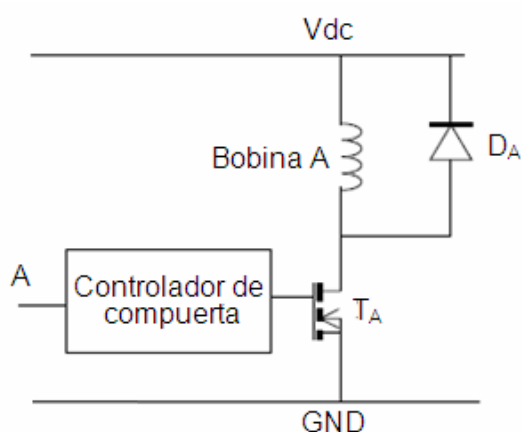 Vdc
Bobina A
DA
A
Controlador de
compuerta
TA
GND